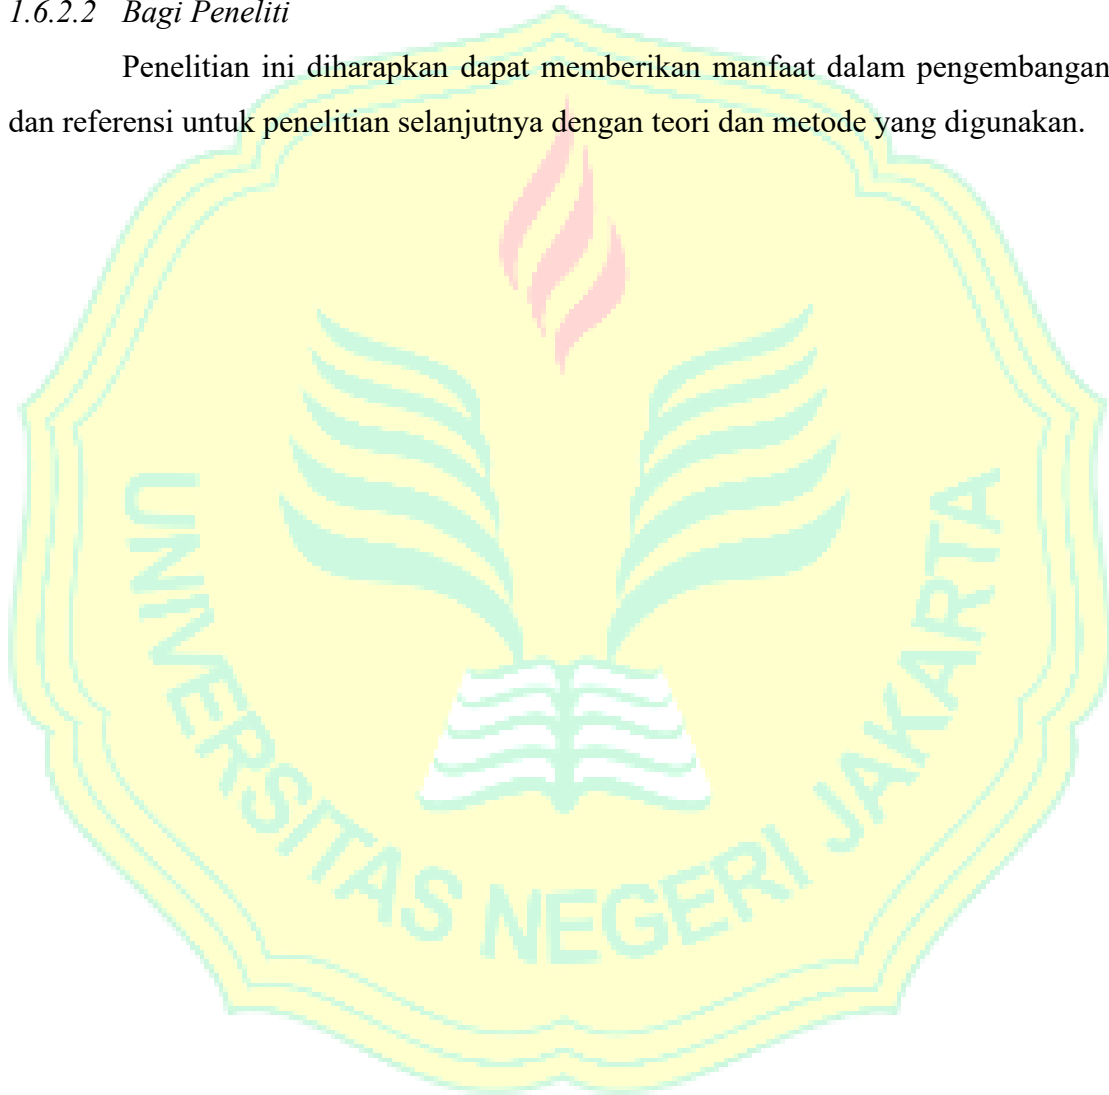 1.6.2.2 Bagi Peneliti
Penelitian ini diharapkan dapat memberikan manfaat dalam pengembangan
dan referensi untuk penelitian selanjutnya dengan teori dan metode yang digunakan.
UNIVERSITAS NEGERI JAKARTA